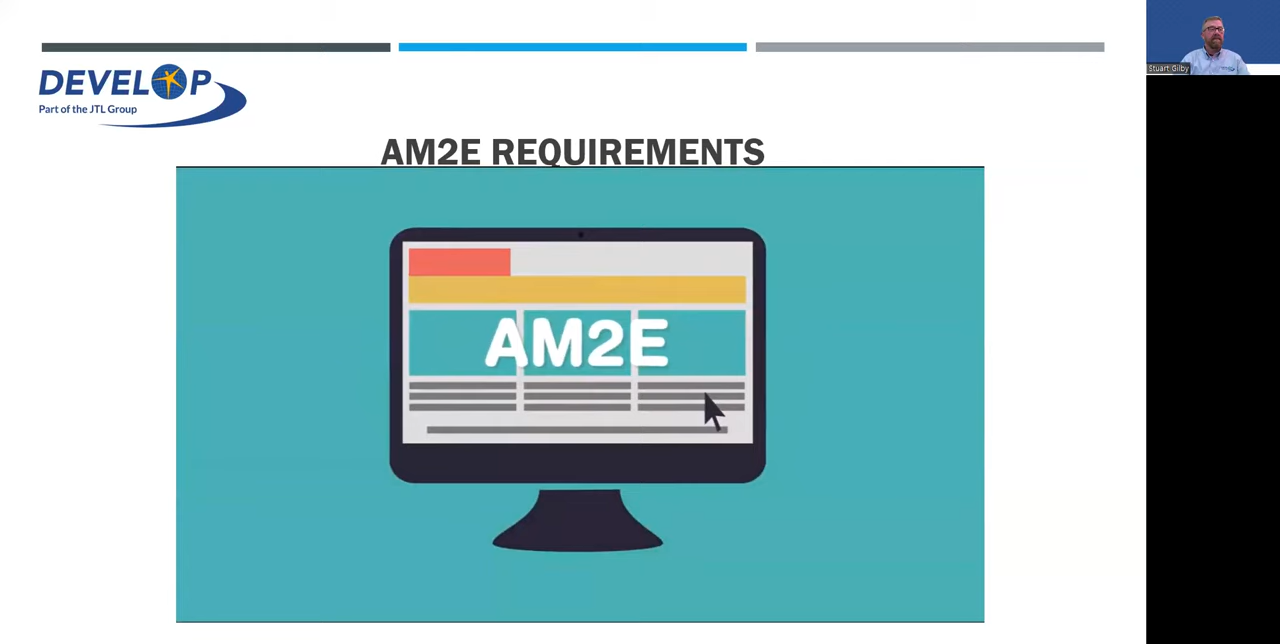 DEVELOP
Part of the JTL Group
AM2E REQUIREMENTS
AM2E
Stuart Gilby